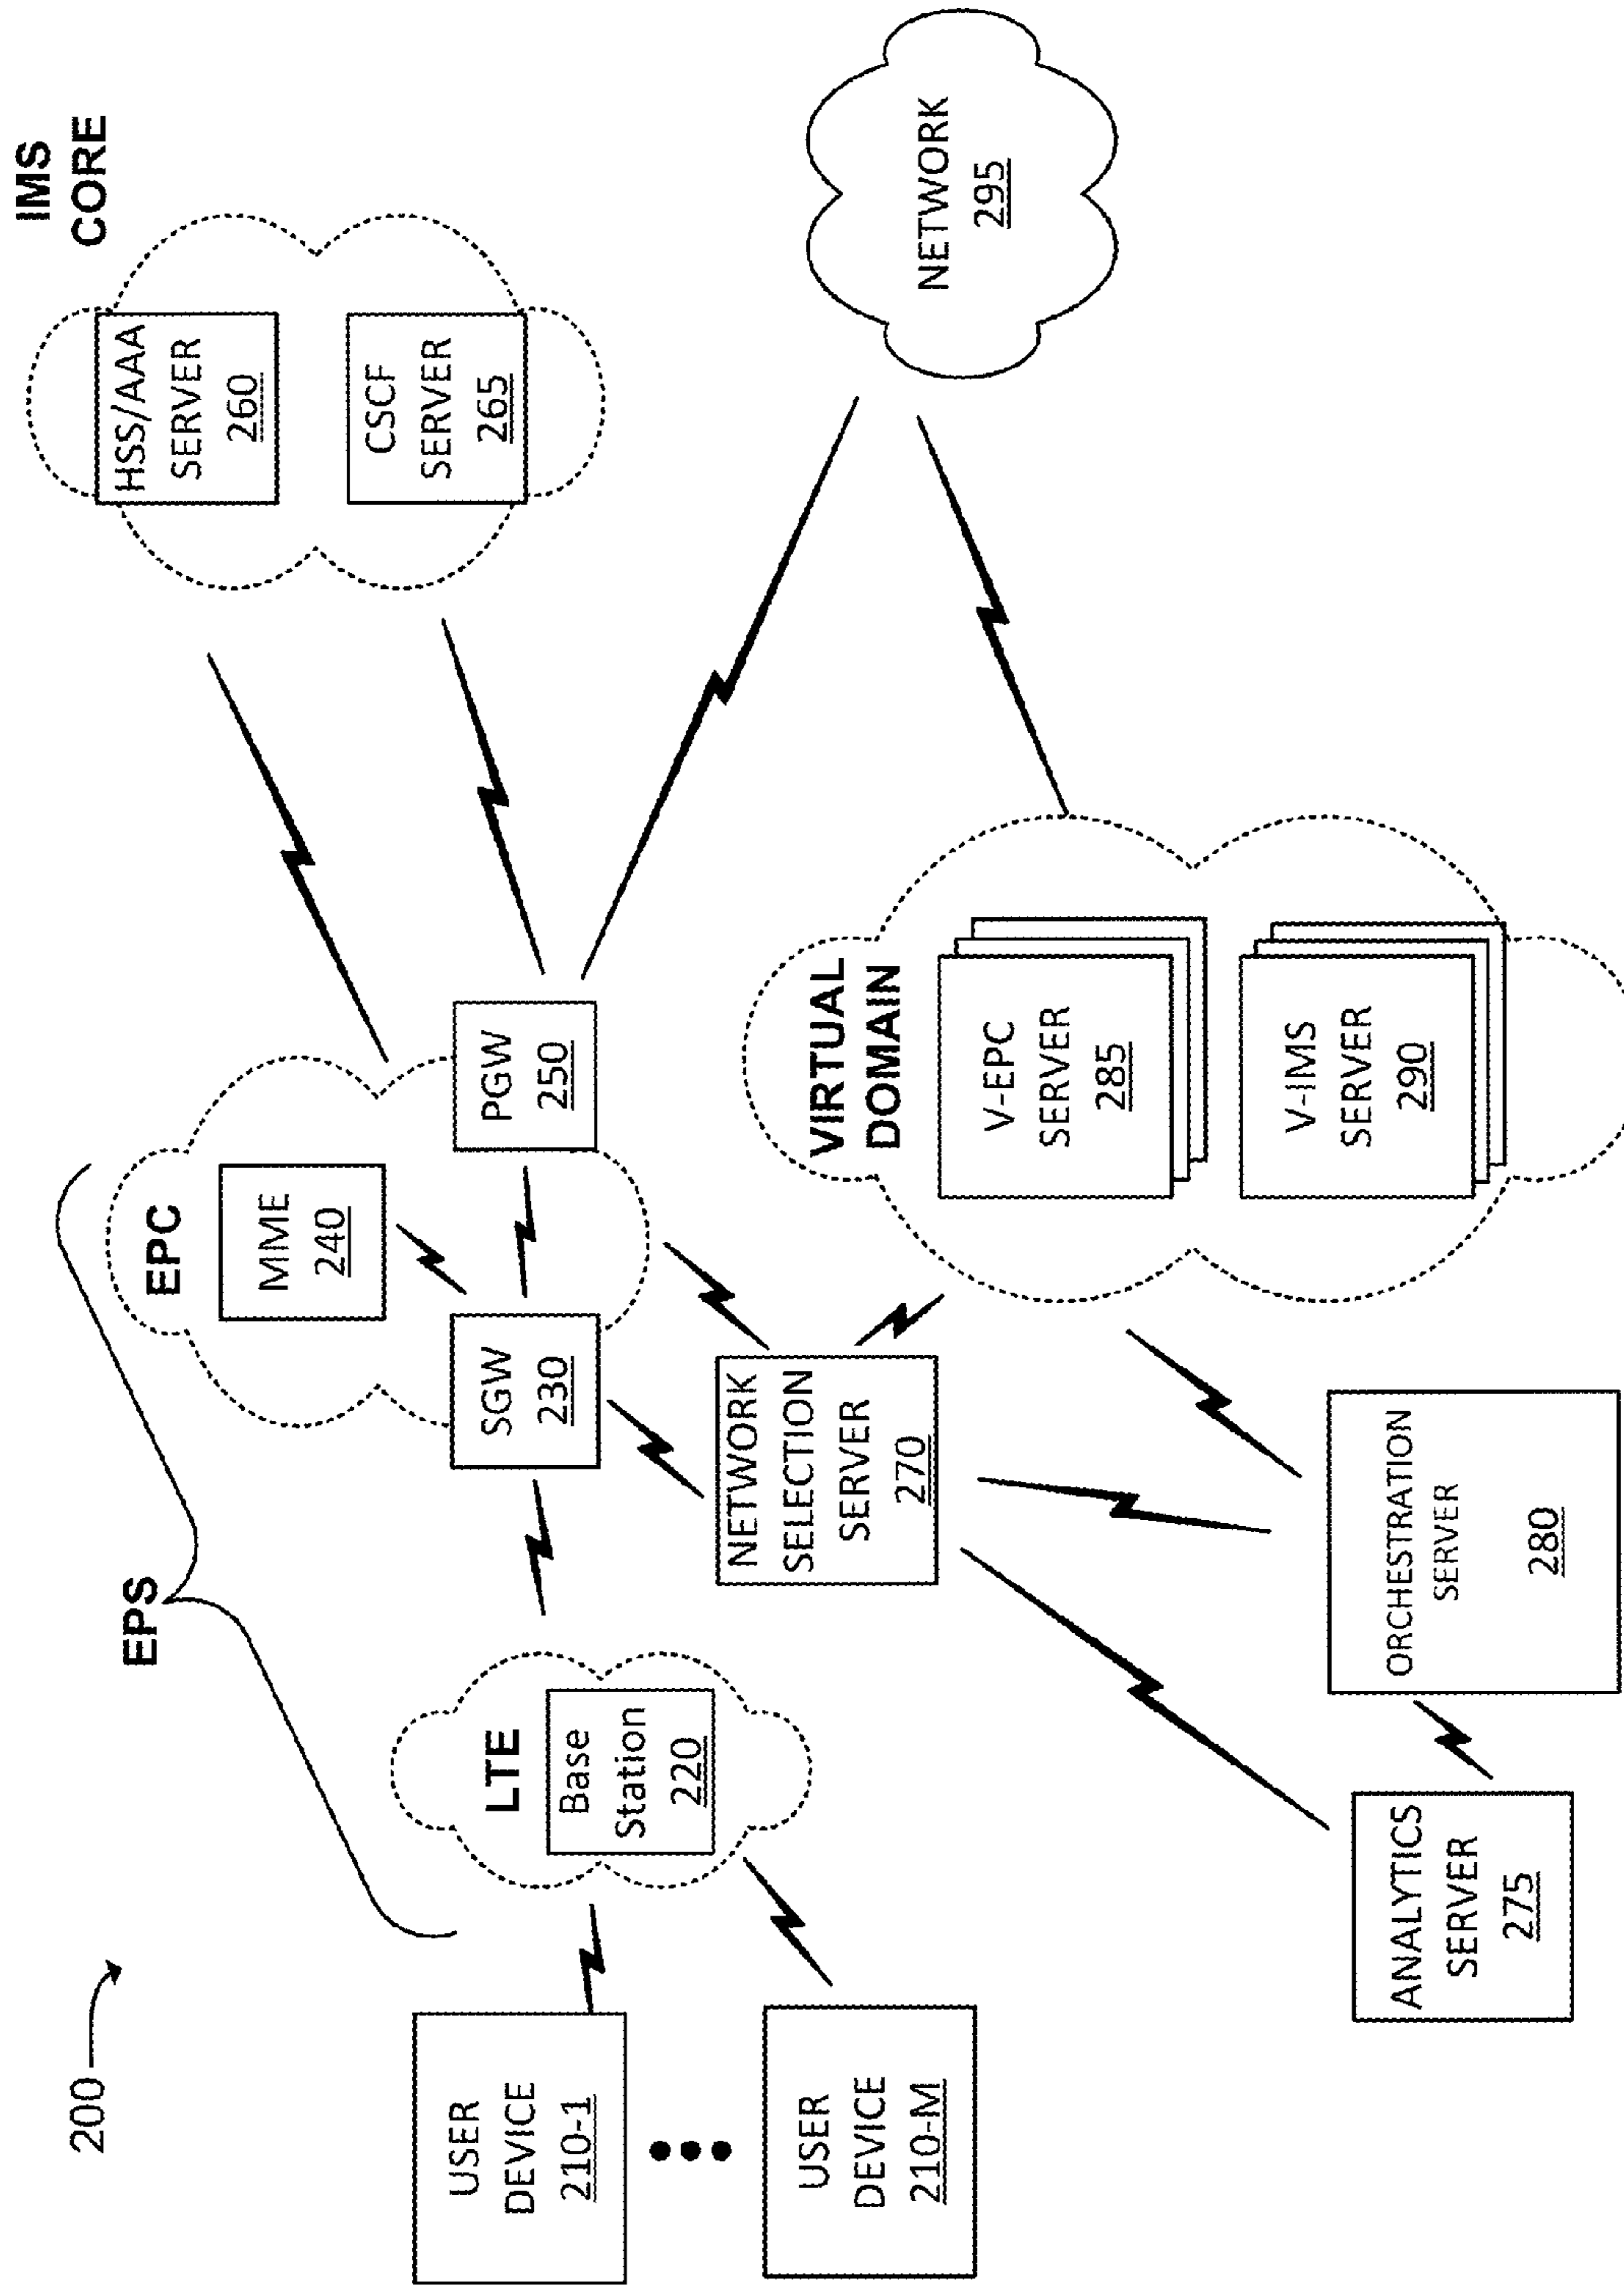 200
EPS
IMS
CORE
EPC
HSS/AAA
SERVER
260
MME
240
CSCF
SERVER
265
LTE
Base
Station
220
SGW
230
PGW
250
USER
DEVICE
210-1
USER
DEVICE
210-M
NETWORK
SELECTION
SERVER
270
VIRTUAL
DOMAIN
V-EPC
SERVER
285
V-IMS
SERVER
290
NETWORK
295
ANALYTICS
SERVER
275
ORCHESTRATION
SERVER
280